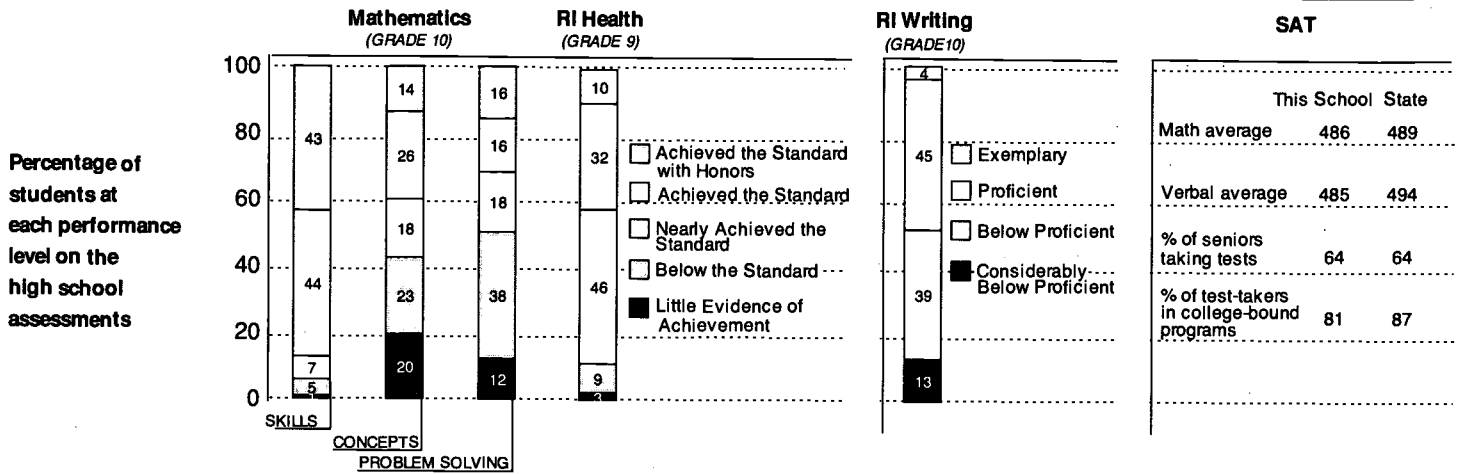 Mathematics
(GRADE 10)
RI Health
(GRADE 9)
RI Writing
(GRADE10)
SAT
Percentage of
students at
each performance
level on the
high school
assessments
100
80
60
40
20
0
43
44
7
5
1
14
26
18
23
20
16
16
18
38
12
10
32
46
9
3
SKILLS
CONCEPTS
PROBLEM SOLVING
Achieved the Standard
with Honors
Achieved the Standard
Nearly Achieved the
Standard
Below the Standard
Little Evidence of
Achievement
4
45
39
13
Exemplary
Proficient
Below Proficient
Considerably
Below Proficient
This School State
Math average 486 489
Verbal average 485 494
% of seniors
taking tests 64 64
% of test-takers
in college-bound
programs 81 87